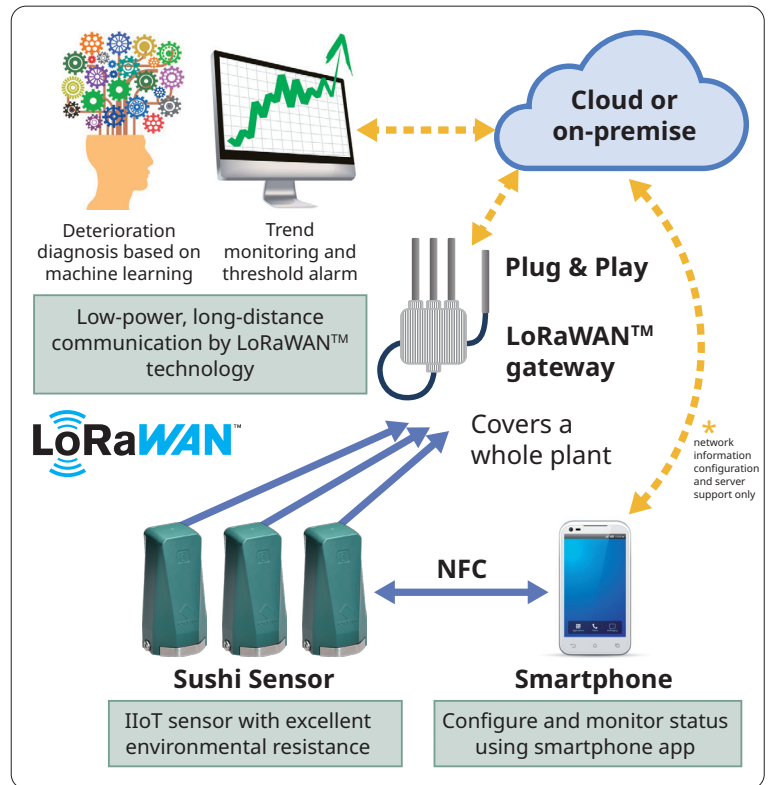 Cloud or
on-premise
Deterioration
diagnosis based on
machine learning
Trend
monitoring and
threshold alarm
Plug & Play
Low-power, long-distance
communication by LoRaWAN™
technology
LoRaWAN™
gateway
LoRaWAN™
Covers a
whole plant
*
network
information
configuration
and server
support only
NFC
Sushi Sensor
Smartphone
IIoT sensor with excellent
environmental resistance
Configure and monitor status
using smartphone app